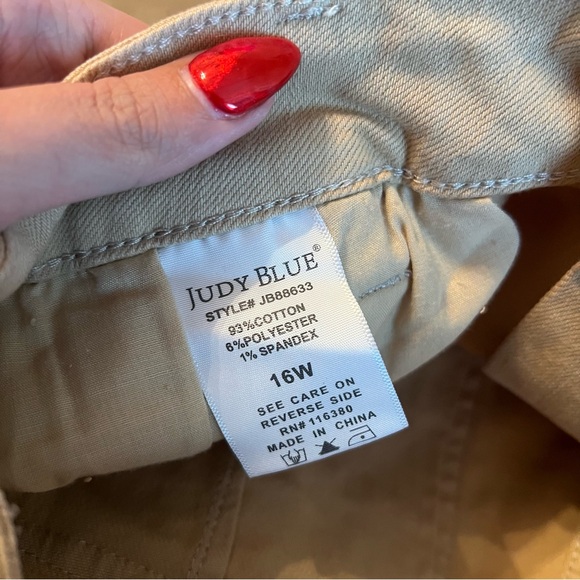 JUDY BLUE®
STYLE# JB88633
93%COTTON
6%POLYESTER
1% SPANDEX
16W
SEE CARE ON
REVERSE SIDE
RN# 116380
MADE IN CHINA